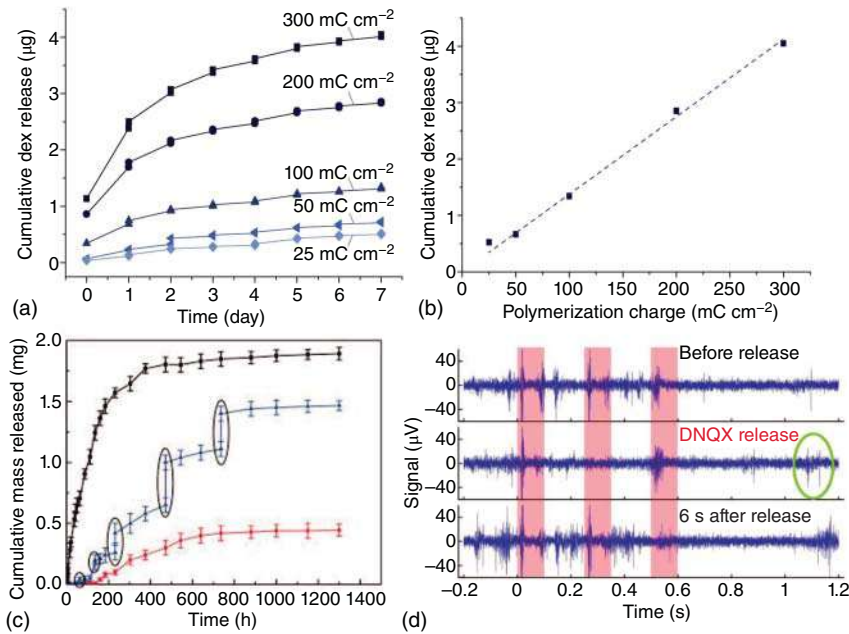 Cumulative dex release (μg)
4
3
2
1
0
300 mC cm⁻²
200 mC cm⁻²
100 mC cm⁻²
50 mC cm⁻²
25 mC cm⁻²
0 1 2 3 4 5 6 7
Time (day)
(a)
Cumulative dex release (μg)
5
4
3
2
1
0
0 50 100 150 200 250 300
Polymerization charge (mC cm⁻²)
(b)
Cumulative mass released (mg)
2.0
1.5
1.0
0.5
0.0
0 200 400 600 800 1000 1200 1400
Time (h)
(c)
Signal (μV)
40
0
−40
Before release
40
0
−40
DNQX release
40
0
−40
6 s after release
−0.2 0 0.2 0.4 0.6 0.8 1 1.2
Time (s)
(d)